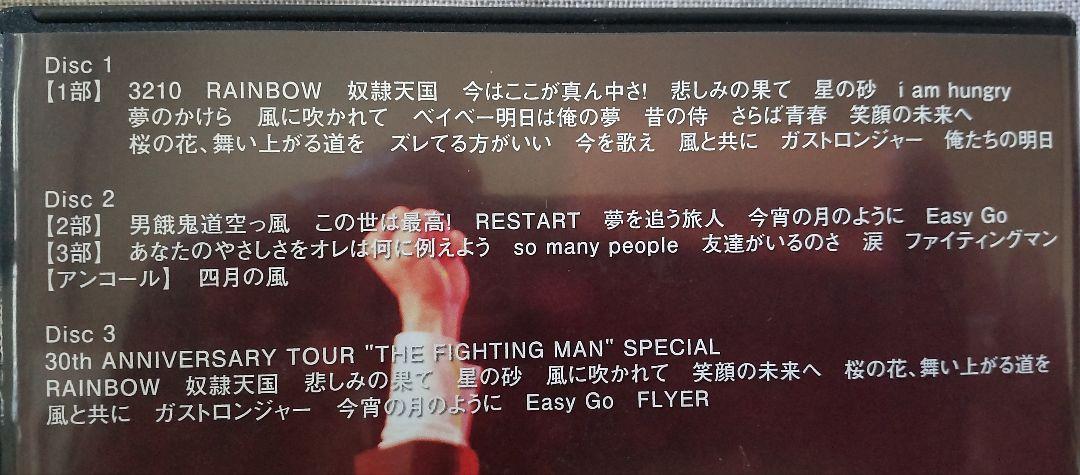 Disc 1
【1部】 3210 RAINBOW 奴隷天国 今はここが真ん中さ! 悲しみの果て 星の砂 i am hungry
夢のかけら 風に吹かれて ベイベー明日は俺の夢 昔の侍 さらば青春 笑顔の未来へ
桜の花、舞い上がる道を ズレてる方がいい 今を歌え 風と共に ガストロンジャー 俺たちの明日
Disc 2
【2部】 男餓鬼道空っ風 この世は最高! RESTART 夢を追う旅人 今宵の月のように Easy Go
【3部】 あなたのやさしさをオレは何に例えよう so many people 友達がいるのさ 涙 ファイティングマン
【アンコール】 四月の風
Disc 3
30th ANNIVERSARY TOUR "THE FIGHTING MAN" SPECIAL
RAINBOW 奴隷天国 悲しみの果て 星の砂 風に吹かれて 笑顔の未来へ 桜の花、舞い上がる道を
風と共に ガストロンジャー 今宵の月のように Easy Go FLYER